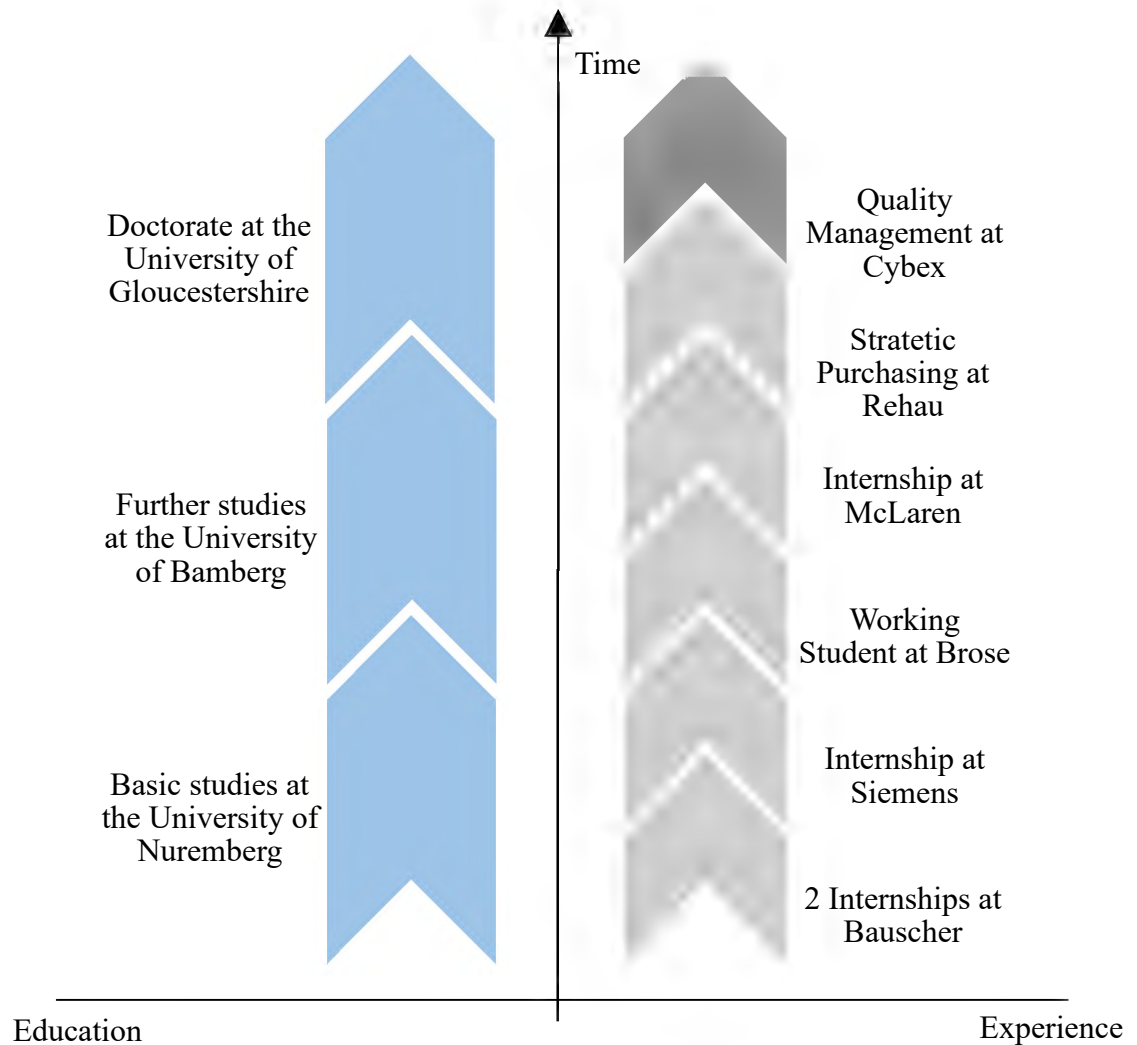 Time
Doctorate at the
University of
Gloucestershire
Further studies
at the University
of Bamberg
Basic studies at
the University of
Nuremberg
Quality
Management at
Cybex
Stratetic
Purchasing at
Rehau
Internship at
McLaren
Working
Student at Brose
Internship at
Siemens
2 Internships at
Bauscher
Education
Experience